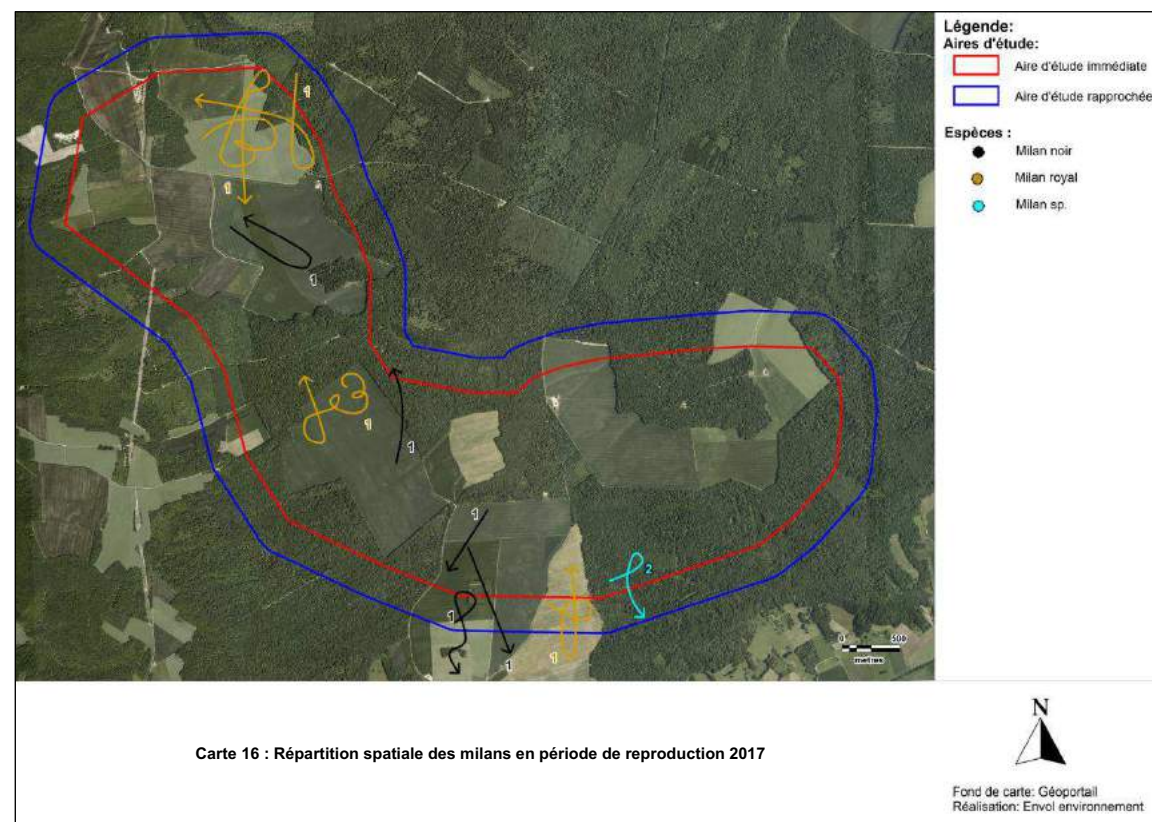 Légende:
Aires d'étude:
Aire d'étude immédiate
Aire d'étude rapprochée
Espèces :
Milan noir
Milan royal
Milan sp.
1
1
1
1
1
1
2
1
1
1
0 500
metres
Carte 16 : Répartition spatiale des milans en période de reproduction 2017
N
Fond de carte: Géoportail
Réalisation: Envol environnement